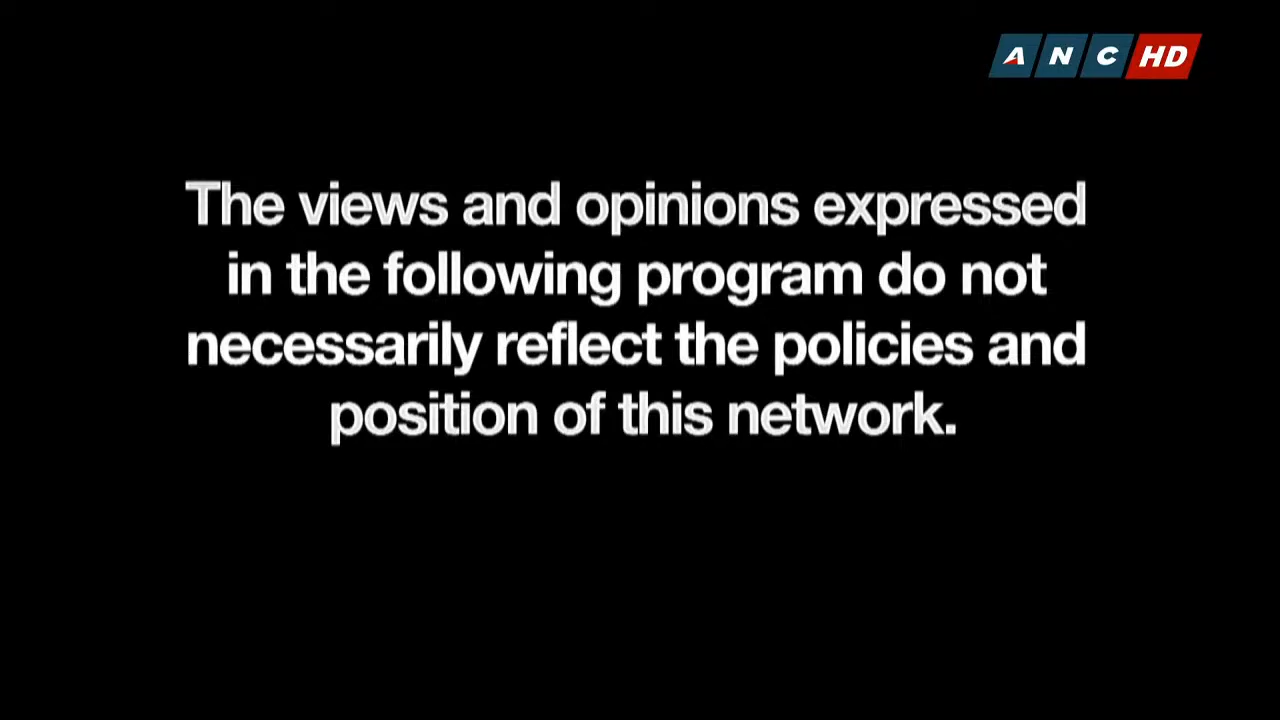 ANC HD
The views and opinions expressed
in the following program do not
necessarily reflect the policies and
position of this network.